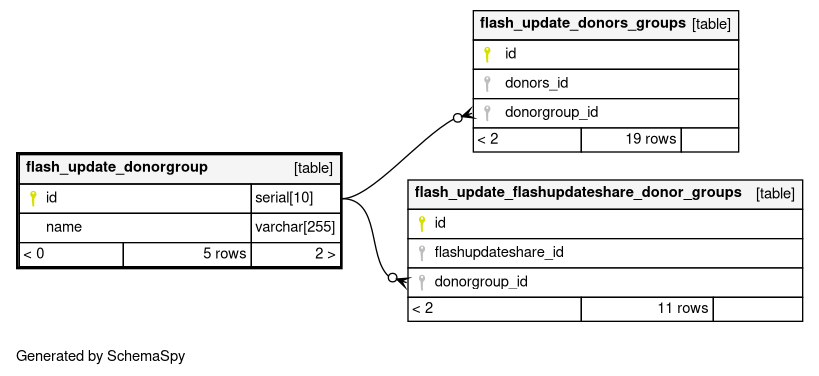 flash_update_donors_groups [table]
id
donors_id
donorgroup_id
< 2 19 rows
flash_update_donorgroup [table]
id serial[10]
name varchar[255]
< 0 5 rows 2 >
flash_update_flashupdateshare_donor_groups [table]
id
flashupdateshare_id
donorgroup_id
< 2 11 rows
Generated by SchemaSpy